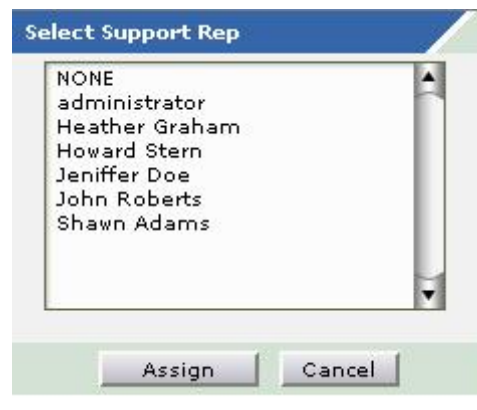 Select Support Rep
NONE
administrator
Heather Graham
Howard Stern
Jeniffer Doe
John Roberts
Shawn Adams
Assign Cancel